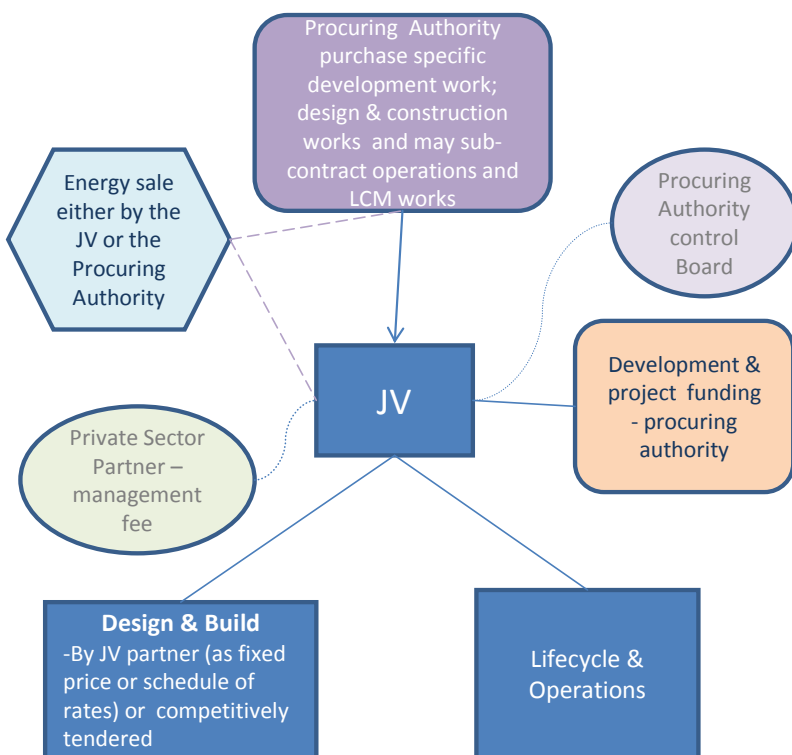 Procuring Authority
purchase specific
development work;
design & construction
works and may sub-
contract operations and
LCM works
Energy sale
either by the
JV or the
Procuring
Authority
Procuring
Authority
control
Board
JV
Development &
project funding
- procuring
authority
Private Sector
Partner –
management
fee
Design & Build
-By JV partner (as fixed
price or schedule of
rates) or competitively
tendered
Lifecycle &
Operations